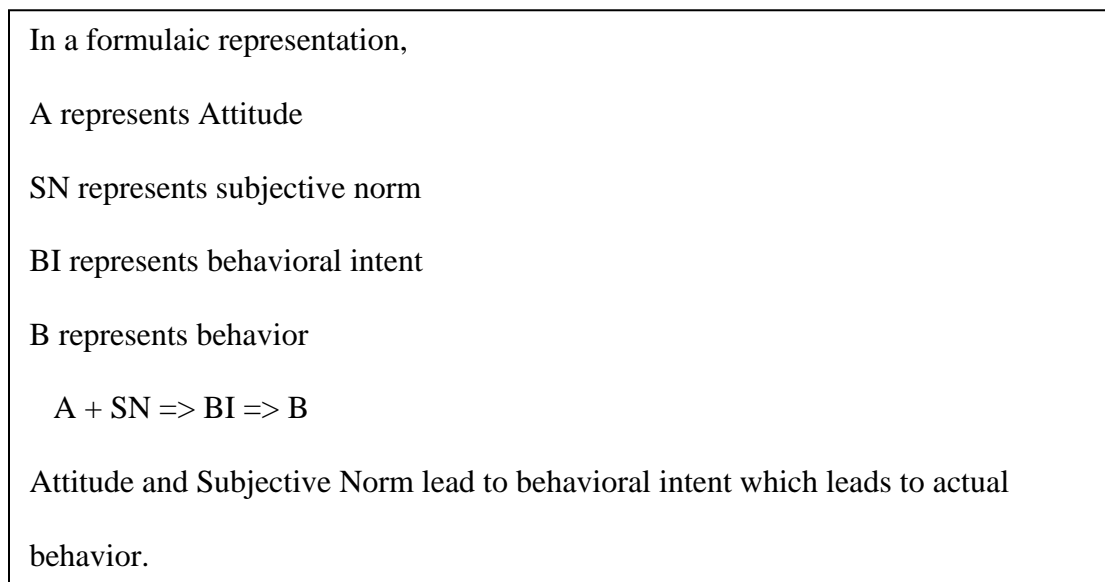 In a formulaic representation,
A represents Attitude
SN represents subjective norm
BI represents behavioral intent
B represents behavior
A + SN => BI => B
Attitude and Subjective Norm lead to behavioral intent which leads to actual
behavior.